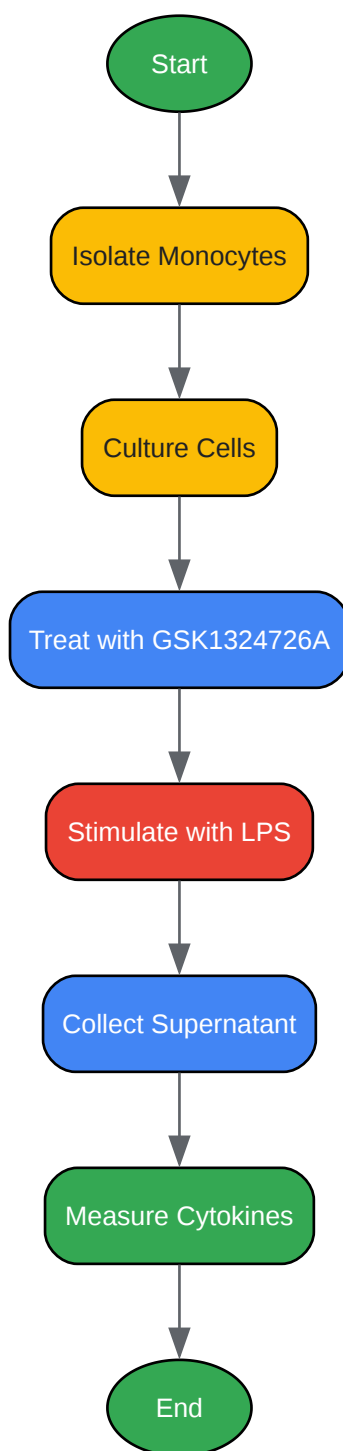 Start
Isolate Monocytes
Culture Cells
Treat with GSK1324726A
Stimulate with LPS
Collect Supernatant
Measure Cytokines
End